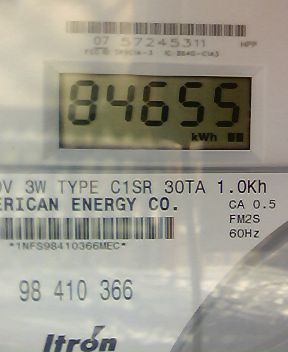 07 57245311 HPP
84655
kWh
0V 3W TYPE C1SR 30TA 1.0Kh
ERICAN ENERGY CO. CA 0.5
FM2S
*1NFS98410366MEC* 60Hz
98 410 366
Itron